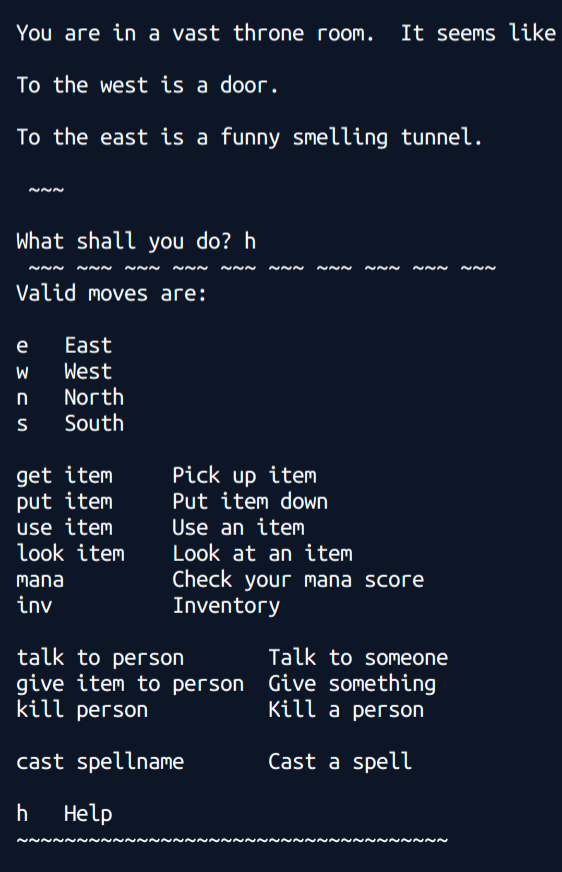 You are in a vast throne room.  It seems like
To the west is a door.
To the east is a funny smelling tunnel.
~~~
What shall you do? h
~~~ ~~~ ~~~ ~~~ ~~~ ~~~ ~~~ ~~~ ~~~ ~~~
Valid moves are:
e   East
w   West
n   North
s   South
get item     Pick up item
put item     Put item down
use item     Use an item
look item    Look at an item
mana         Check your mana score
inv          Inventory
talk to person       Talk to someone
give item to person  Give something
kill person          Kill a person
cast spellname       Cast a spell
h   Help
~~~~~~~~~~~~~~~~~~~~~~~~~~~~~~~~~~~~